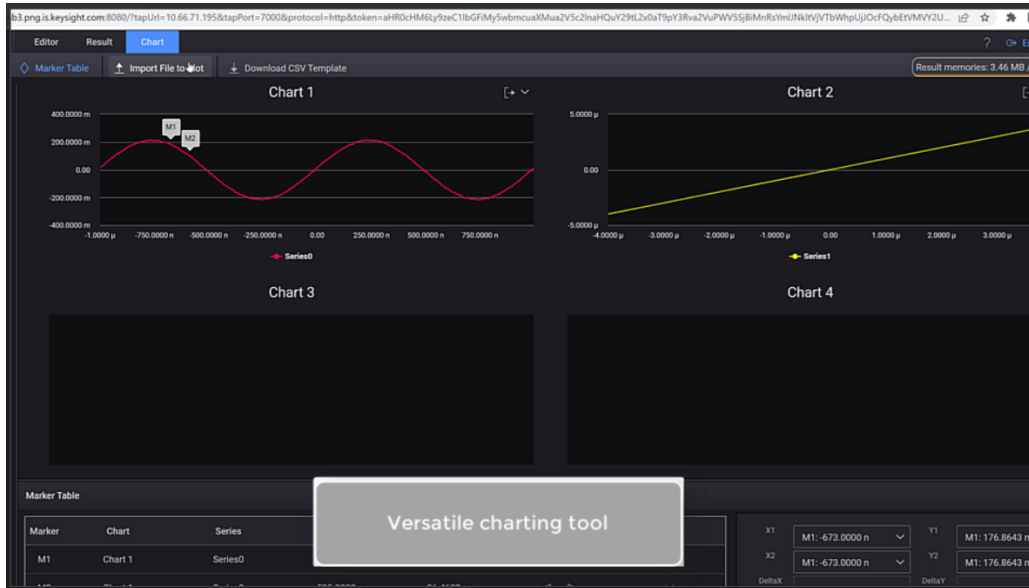 b3.png.is.keysight.com:8080/?tapUrl=10.66.71.195&tapPort=7000&protocol=http&token=
Editor Result Chart ?
Marker Table Import File to Download CSV Template Result memories: 3.46 MB /
Chart 1 Chart 2
400.0000 m
200.0000 m
0.00
-200.0000 m
-400.0000 m
M1
M2
-1.0000 µ -750.0000 n -500.0000 n -250.0000 n 0.00 250.0000 n 500.0000 n 750.0000 n
Series0
5.0000 µ
0.00
-5.0000 µ
-4.0000 µ -3.0000 µ -2.0000 µ -1.0000 µ 0.00 1.0000 µ 2.0000 µ 3.0000 µ
Series1
Chart 3 Chart 4
Marker Table
Versatile charting tool
Marker Chart Series
M1 Chart 1 Series0
X1 M1: -673.0000 n Y1 M1: 176.8643 n
X2 M1: -673.0000 n Y2 M1: 176.8643 n
DeltaX DeltaY